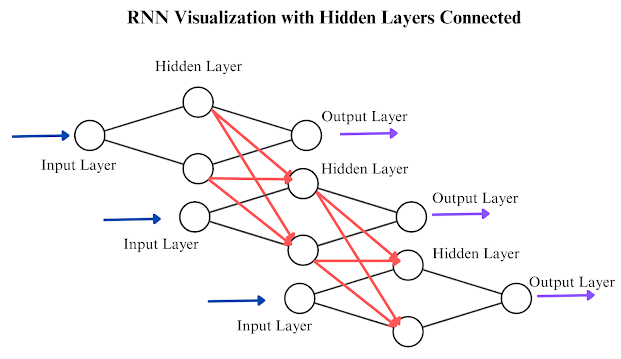 RNN Visualization with Hidden Layers Connected
Hidden Layer
Output Layer
Input Layer
Hidden Layer
Output Layer
Input Layer
Hidden Layer
Output Layer
Input Layer